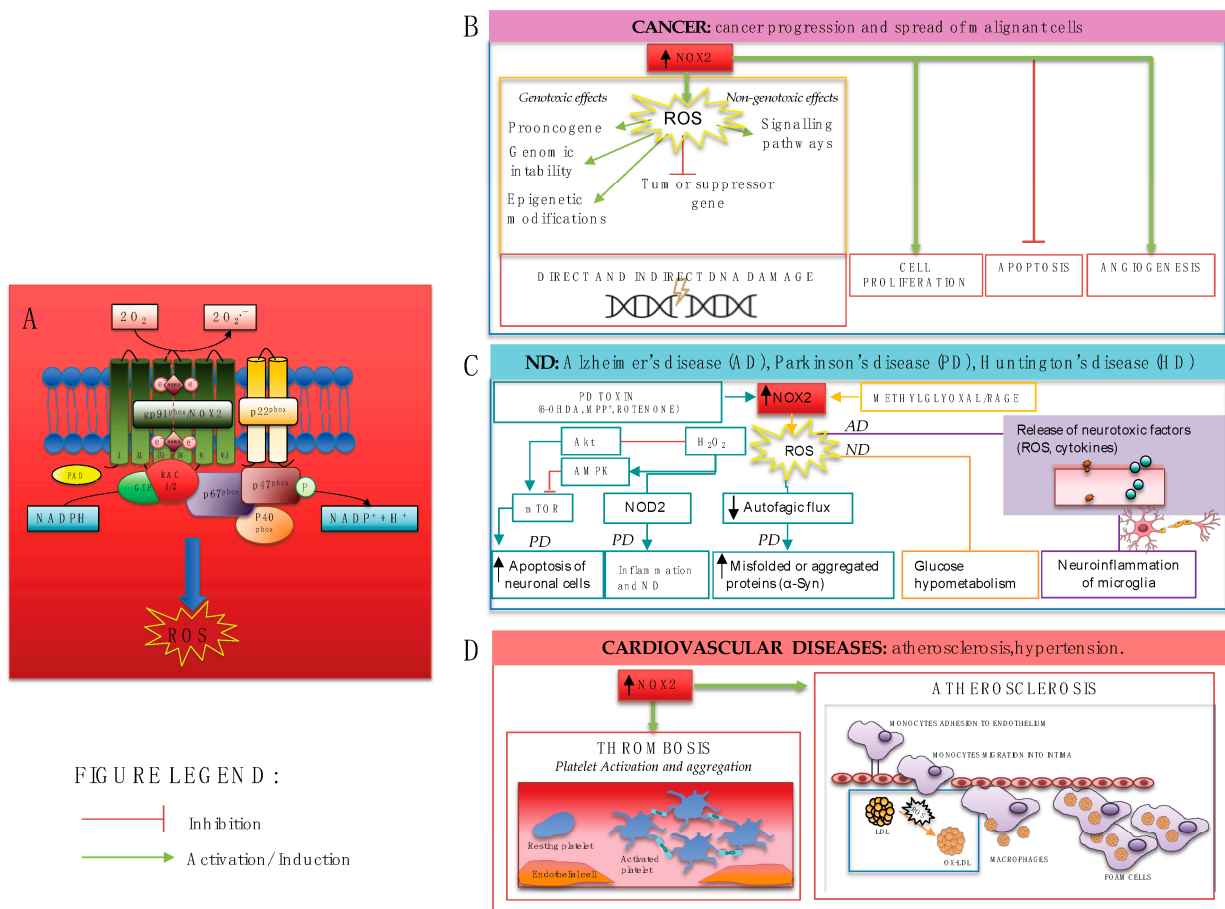 A
2O₂
2O₂·⁻
e⁻
e⁻
gp91phox/NOX2
p22phox
e⁻
e⁻
I
II
III
IV
V
VI
FAD
GTP
RAC
1/2
p67phox
p47phox
P
P40
phox
NADPH
NADP⁺+H⁺
ROS
FIGURE LEGEND:
Inhibition
Activation/Induction
B
CANCER: cancer progression and spread of malignant cells
NOX2
Genotoxic effects
Non-genotoxic effects
ROS
Prooncogene
Genomic
intability
Epigenetic
modifications
Signalling
pathways
Tumor suppressor
gene
DIRECT AND INDIRECT DNA DAMAGE
CELL
PROLIFERATION
APOPTOSIS
ANGIOGENESIS
C
ND: Alzheimer's disease (AD), Parkinson's disease (PD), Huntington's disease (HD)
PD TOXIN
(6-OHDA, MPP⁺, ROTENONE)
NOX2
METHYLGLYOXAL/RAGE
Akt
H₂O₂
ROS
AD
ND
AMPK
mTOR
NOD2
Autofagic flux
Release of neurotoxic factors
(ROS, cytokines)
PD
PD
PD
Apoptosis of
neuronal cells
Inflammation
and ND
Misfolded or aggregated
proteins (α-Syn)
Glucose
hypometabolism
Neuroinflammation
of microglia
D
CARDIOVASCULAR DISEASES: atherosclerosis, hypertension.
NOX2
THROMBOSIS
Platelet Activation and aggregation
Resting platelet
Activated
platelet
Endothelial cell
ATHEROSCLEROSIS
MONOCYTES ADHESION TO ENDOTHELIUM
MONOCYTES MIGRATION INTO INTIMA
LDL
ROS
OX-LDL
MACROPHAGES
FOAM CELLS